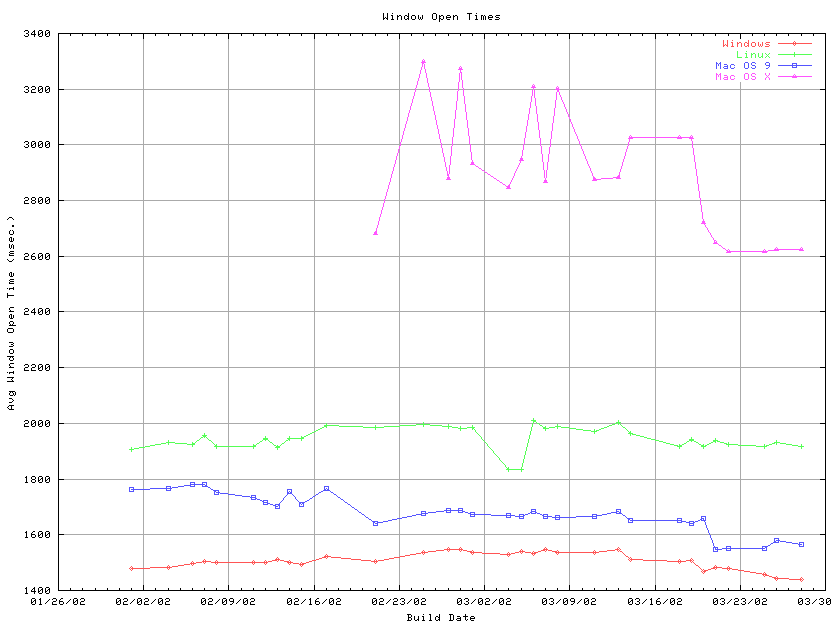 Window Open Times
3400
Windows
Linux
Mac OS 9
Mac OS X
3200
3000
2800
2600
2400
2200
2000
1800
1600
1400
Avg Window Open Time (msec.)
01/26/02 02/02/02 02/09/02 02/16/02 02/23/02 03/02/02 03/09/02 03/16/02 03/23/02 03/30
Build Date